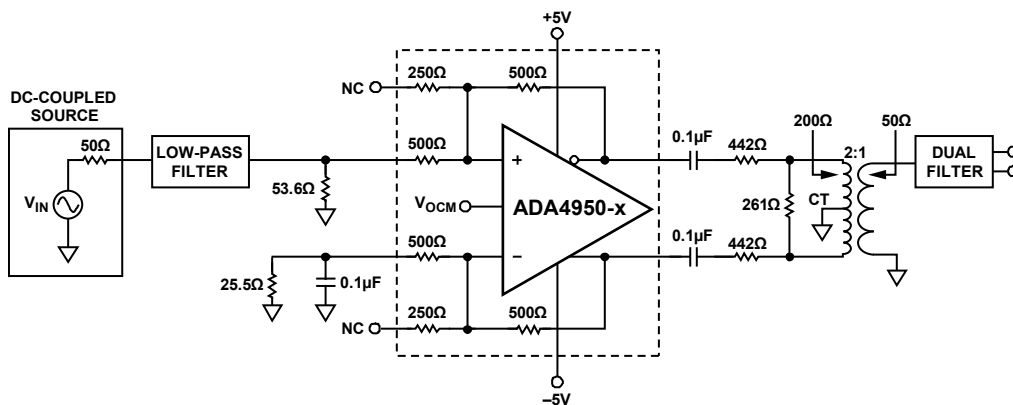 +5V
250Ω
500Ω
NC
DC-COUPLED
SOURCE
50Ω
LOW-PASS
FILTER
500Ω
0.1µF
442Ω
200Ω
50Ω
2:1
DUAL
FILTER
VIN
53.6Ω
+
VOCM
ADA4950-x
261Ω
CT
500Ω
–
0.1µF
442Ω
25.5Ω
0.1µF
250Ω
500Ω
NC
–5V